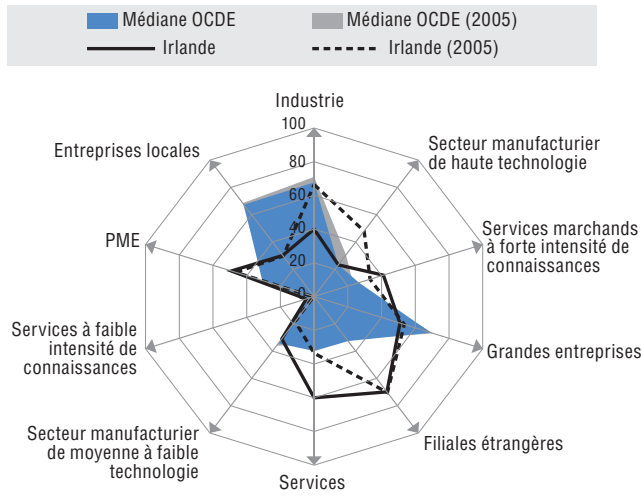 Médiane OCDE
Médiane OCDE (2005)
Irlande
Irlande (2005)
Industrie
100
80
60
40
20
0
Entreprises locales
Secteur manufacturier
de haute technologie
PME
Services marchands
à forte intensité de
connaissances
Services à faible
intensité de
connaissances
Grandes entreprises
Secteur manufacturier
de moyenne à faible
technologie
Filiales étrangères
Services